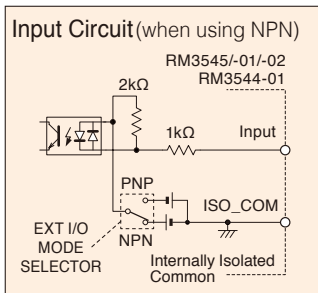 Input Circuit (when using NPN)
RM3545/-01/-02
RM3544-01
2kΩ
1kΩ
Input
PNP
ISO_COM
EXT I/O
MODE
SELECTOR
NPN
Internally Isolated
Common